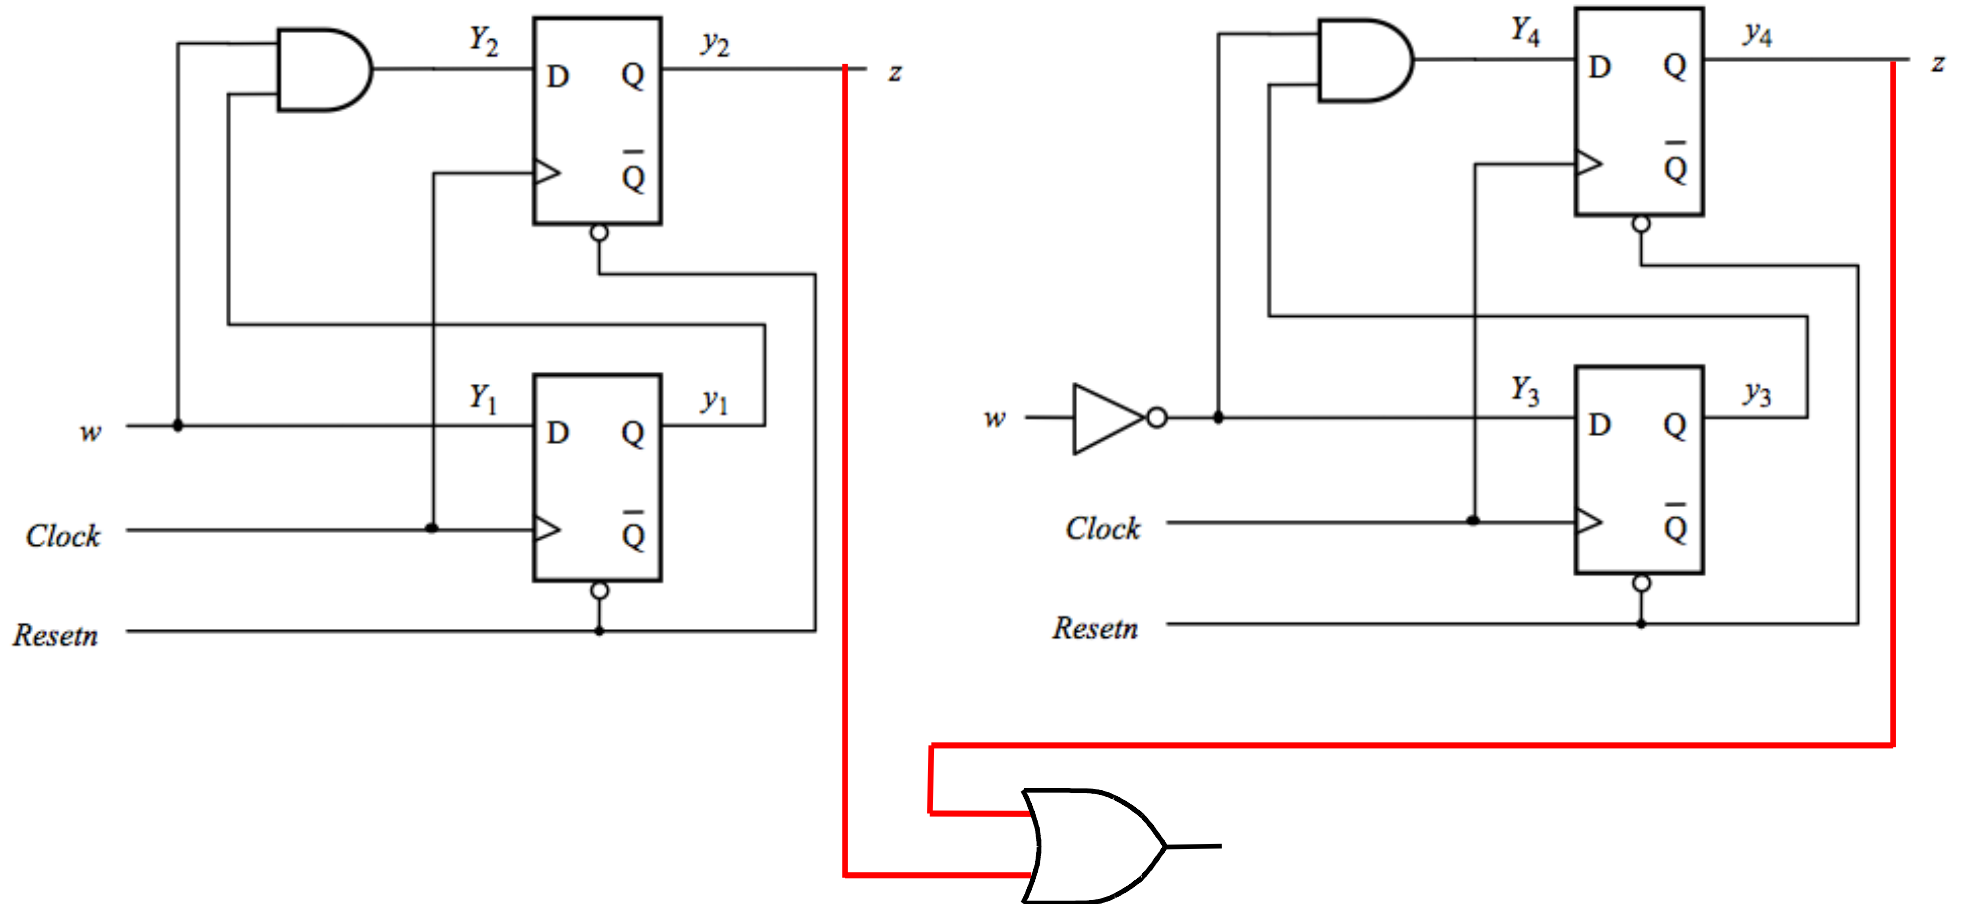 Y2
D
Q
y2
z
Q̅
Y1
w
D
Q
y1
Clock
Q̅
Resetn
Y4
D
Q
y4
z
Q̅
Y3
w
D
Q
y3
Clock
Q̅
Resetn